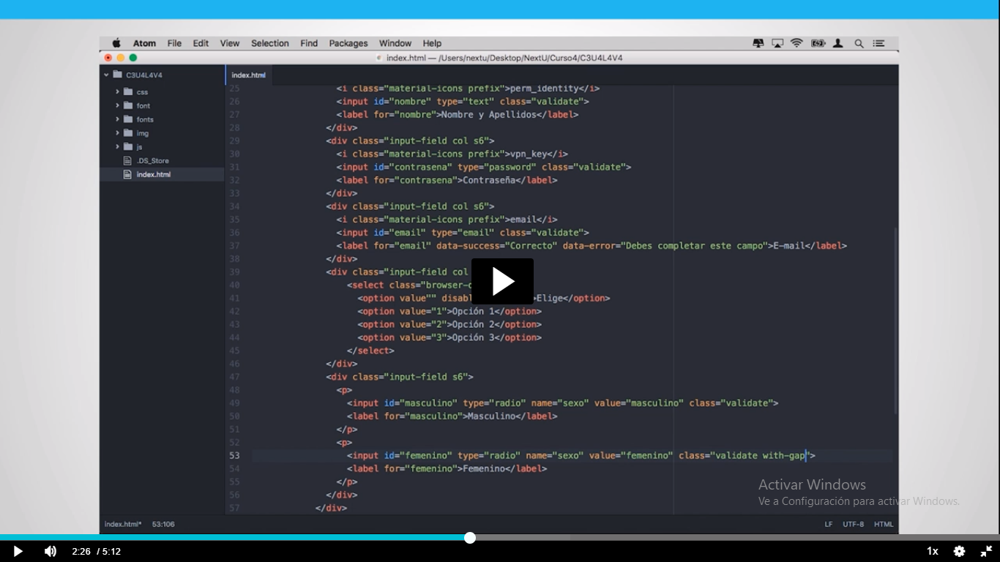 Atom File Edit View Selection Find Packages Window Help
index.html — /Users/nextu/Desktop/NextU/Curso4/C3U4L4V4
C3U4L4V4
css
font
fonts
img
js
.DS_Store
index.html
index.html
25 <i class="material-icons prefix">perm_identity</i>
26 <input id="nombre" type="text" class="validate">
27 <label for="nombre">Nombre y Apellidos</label>
28 </div>
29 <div class="input-field col s6">
30 <i class="material-icons prefix">vpn_key</i>
31 <input id="contrasena" type="password" class="validate">
32 <label for="contrasena">Contraseña</label>
33 </div>
34 <div class="input-field col s6">
35 <i class="material-icons prefix">email</i>
36 <input id="email" type="email" class="validate">
37 <label for="email" data-success="Correcto" data-error="Debes completar este campo">E-mail</label>
38 </div>
39 <div class="input-field col
40 <select class="browser-
41 <option value"" disabl >Elige</option>
42 <option value="1">Opción 1</option>
43 <option value="2">Opción 2</option>
44 <option value="3">Opción 3</option>
45 </select>
46 </div>
47 <div class="input-field s6">
48 <p>
49 <input id="masculino" type="radio" name="sexo" value="masculino" class="validate">
50 <label for="masculino">Masculino</label>
51 </p>
52 <p>
53 <input id="femenino" type="radio" name="sexo" value="femenino" class="validate with-gap">
54 <label for="femenino">Femenino</label>
55 </p>
56 </div>
57 </div>
Activar Windows
Ve a Configuración para activar Windows.
index.html* 53:106 LF UTF-8 HTML
2:26 / 5:12 1x